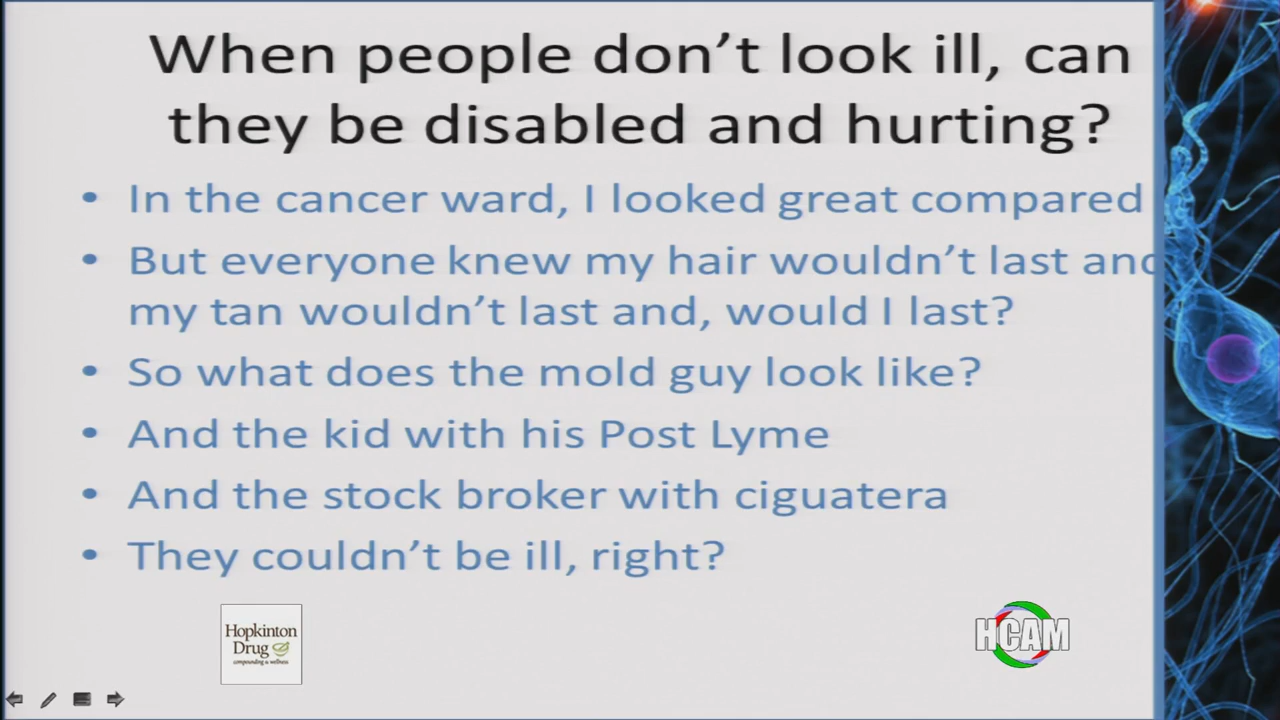 When people don't look ill, can
they be disabled and hurting?
• In the cancer ward, I looked great compared
• But everyone knew my hair wouldn't last and
my tan wouldn't last and, would I last?
• So what does the mold guy look like?
• And the kid with his Post Lyme
• And the stock broker with ciguatera
• They couldn't be ill, right?
Hopkinton
Drug
compounding & wellness
HCAM